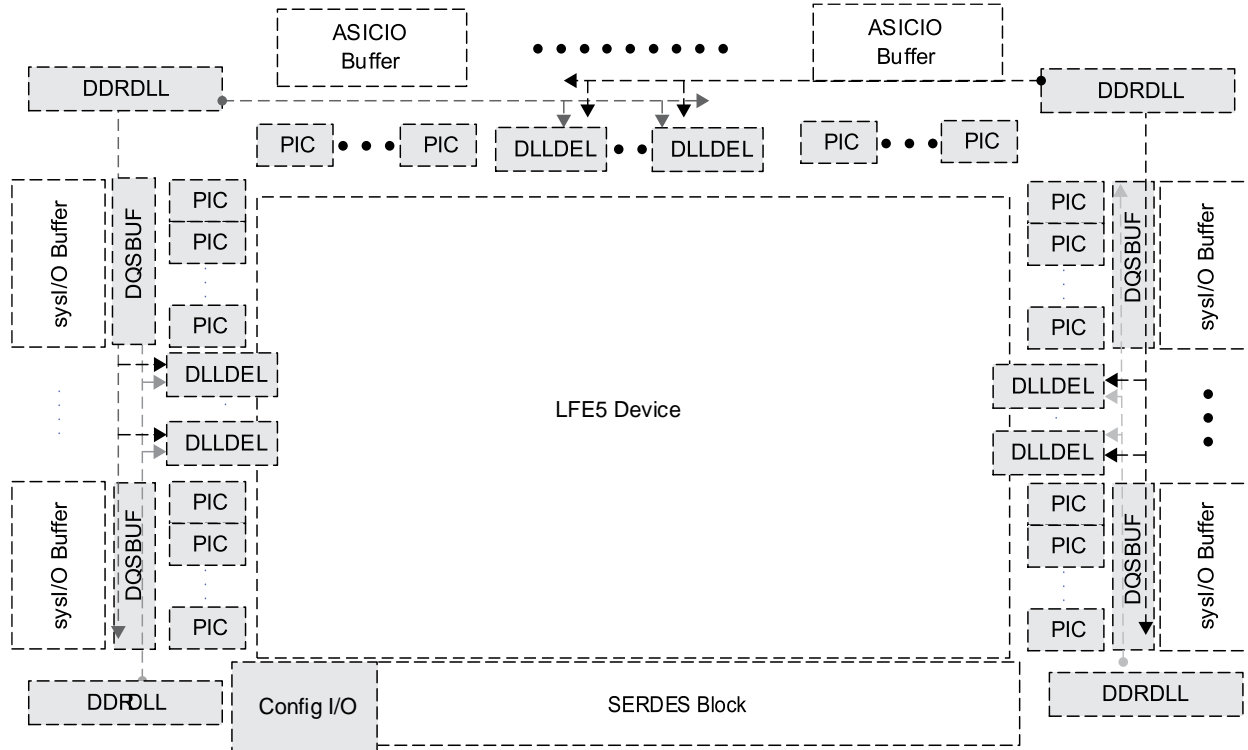 ASICIO
Buffer
ASICIO
Buffer
DDRDLL
DDRDLL
PIC
PIC
DLLDEL
DLLDEL
PIC
PIC
sysI/O Buffer
DQSBUF
PIC
PIC
PIC
DLLDEL
DLLDEL
sysI/O Buffer
DQSBUF
PIC
PIC
PIC
LFE5 Device
PIC
PIC
PIC
DQSBUF
sysI/O Buffer
DLLDEL
DLLDEL
PIC
PIC
PIC
DQSBUF
sysI/O Buffer
DDRDLL
Config I/O
SERDES Block
DDRDLL